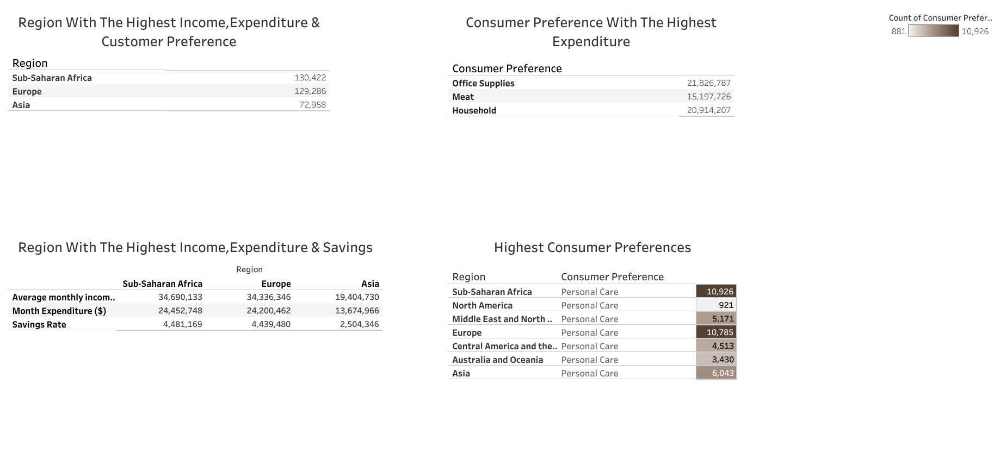 Region With The Highest Income,Expenditure &
Customer Preference
Region
Sub-Saharan Africa 130,422
Europe 129,286
Asia 72,958
Consumer Preference With The Highest
Expenditure
Consumer Preference
Office Supplies 21,826,787
Meat 15,197,726
Household 20,914,207
Count of Consumer Prefer..
881 10,926
Region With The Highest Income,Expenditure & Savings
Region
Sub-Saharan Africa Europe Asia
Average monthly incom.. 34,690,133 34,336,346 19,404,730
Month Expenditure ($) 24,452,748 24,200,462 13,674,966
Savings Rate 4,481,169 4,439,480 2,504,346
Highest Consumer Preferences
Region Consumer Preference
Sub-Saharan Africa Personal Care 10,926
North America Personal Care 921
Middle East and North .. Personal Care 5,171
Europe Personal Care 10,785
Central America and the.. Personal Care 4,513
Australia and Oceania Personal Care 3,430
Asia Personal Care 6,043